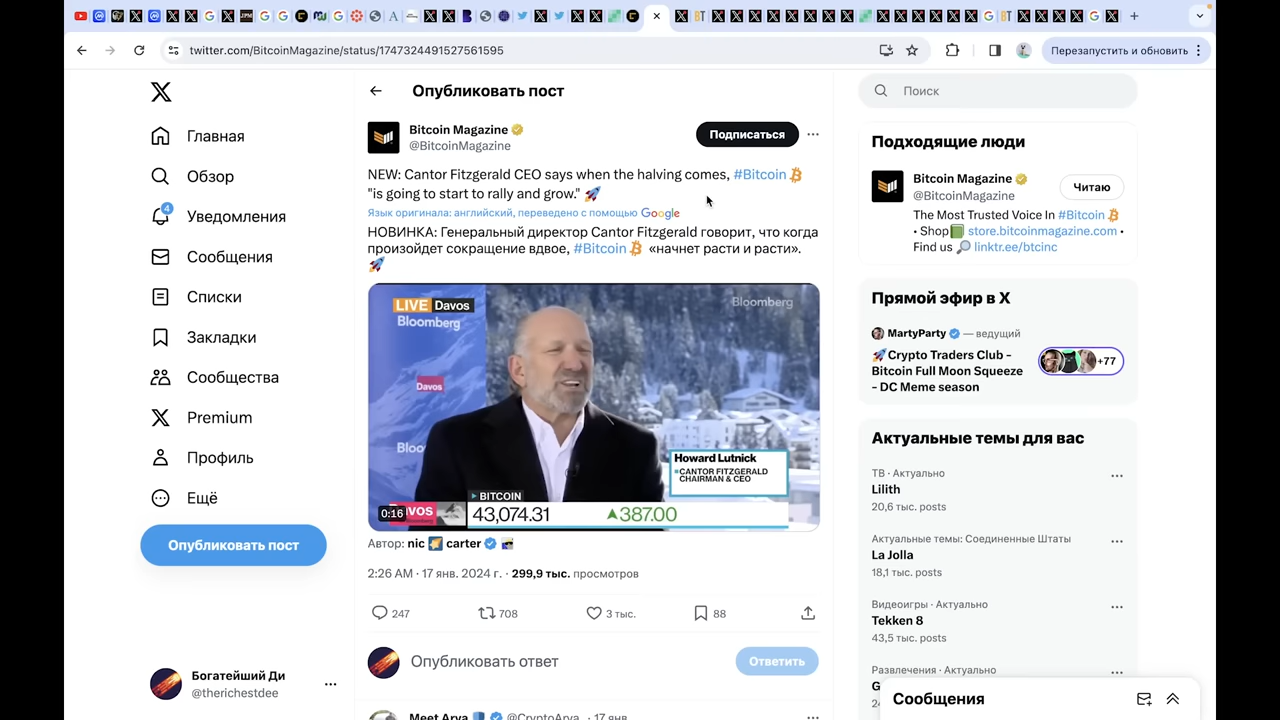 twitter.com/BitcoinMagazine/status/1747324491527561595
Перезапустить и обновить
Главная
Обзор
4
Уведомления
Сообщения
Списки
Закладки
Сообщества
Premium
Профиль
Ещё
Опубликовать пост
Богатейший Ди
@therichestdee
Опубликовать пост
Bitcoin Magazine
@BitcoinMagazine
Подписаться
NEW: Cantor Fitzgerald CEO says when the halving comes, #Bitcoin
"is going to start to rally and grow." 🚀
Язык оригинала: английский, переведено с помощью Google
НОВИНКА: Генеральный директор Cantor Fitzgerald говорит, что когда
произойдет сокращение вдвое, #Bitcoin «начнет расти и расти».
🚀
LIVE Davos
Bloomberg
Bloomberg
Davos
Bloo
Howard Lutnick
CANTOR FITZGERALD
CHAIRMAN & CEO
BITCOIN
0:16
VOS
43,074.31 ▲387.00
Автор: nic carter
2:26 AM · 17 янв. 2024 г. · 299,9 тыс. просмотров
247 708 3 тыс. 88
Опубликовать ответ
Ответить
Meet Arya @CryptoArya · 17 янв.
Поиск
Подходящие люди
Bitcoin Magazine
@BitcoinMagazine
Читаю
The Most Trusted Voice In #Bitcoin
• Shop store.bitcoinmagazine.com •
Find us 🔎 linktr.ee/btcinc
Прямой эфир в X
MartyParty — ведущий
🚀Crypto Traders Club -
Bitcoin Full Moon Squeeze
- DC Meme season
+77
Актуальные темы для вас
ТВ · Актуально
Lilith
20,6 тыс. posts
Актуальные темы: Соединенные Штаты
La Jolla
18,1 тыс. posts
Видеоигры · Актуально
Tekken 8
43,5 тыс. posts
Развлечения · Актуально
Сообщения